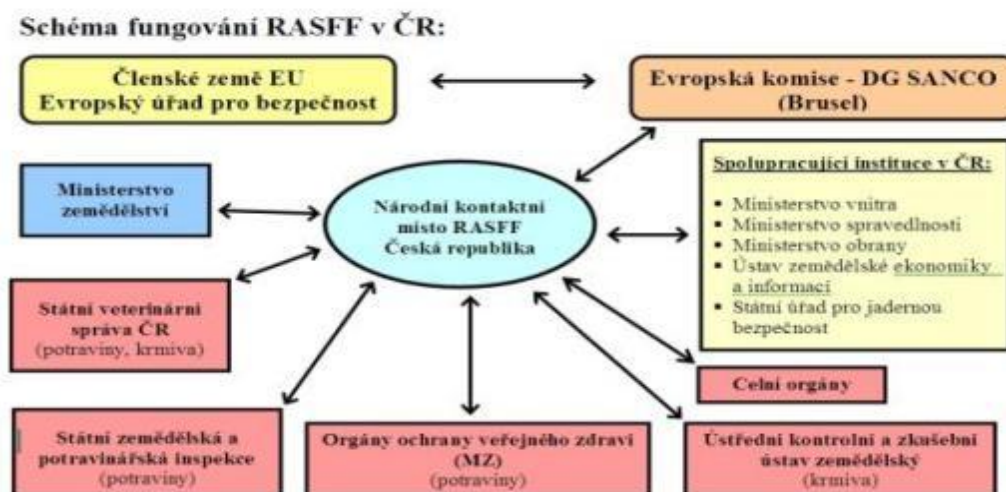 Schéma fungování RASFF v ČR:
Členské země EU
Evropský úřad pro bezpečnost
Evropská komise - DG SANCO
(Brusel)
Ministerstvo
zemědělství
Národní kontaktní
místo RASFF
Česká republika
Spolupracující instituce v ČR:
▪ Ministerstvo vnitra
▪ Ministerstvo spravedlnosti
▪ Ministerstvo obrany
▪ Ústav zemědělské ekonomiky
a informací
▪ Státní úřad pro jadernou
bezpečnost
Státní veterinární
správa ČR
(potraviny, krmiva)
Celní orgány
Státní zemědělská a
potravinářská inspekce
(potraviny)
Orgány ochrany veřejného zdraví
(MZ)
(potraviny)
Ústřední kontrolní a zkušební
ústav zemědělský
(krmiva)